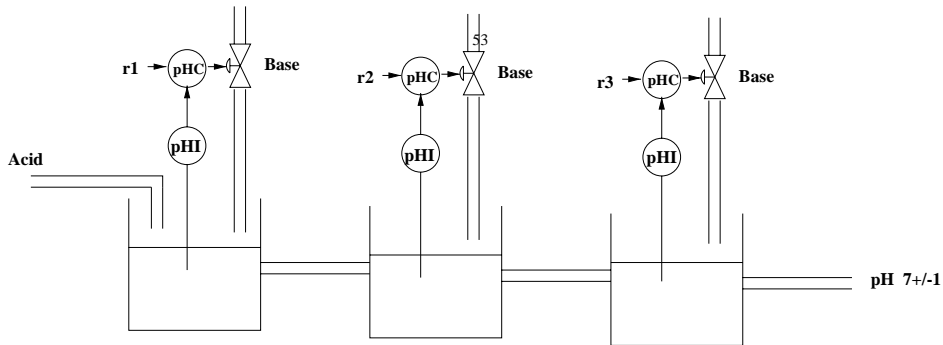 53
r1 pHC Base
r2 pHC Base
r3 pHC Base
pHI
pHI
pHI
Acid
pH 7+/-1